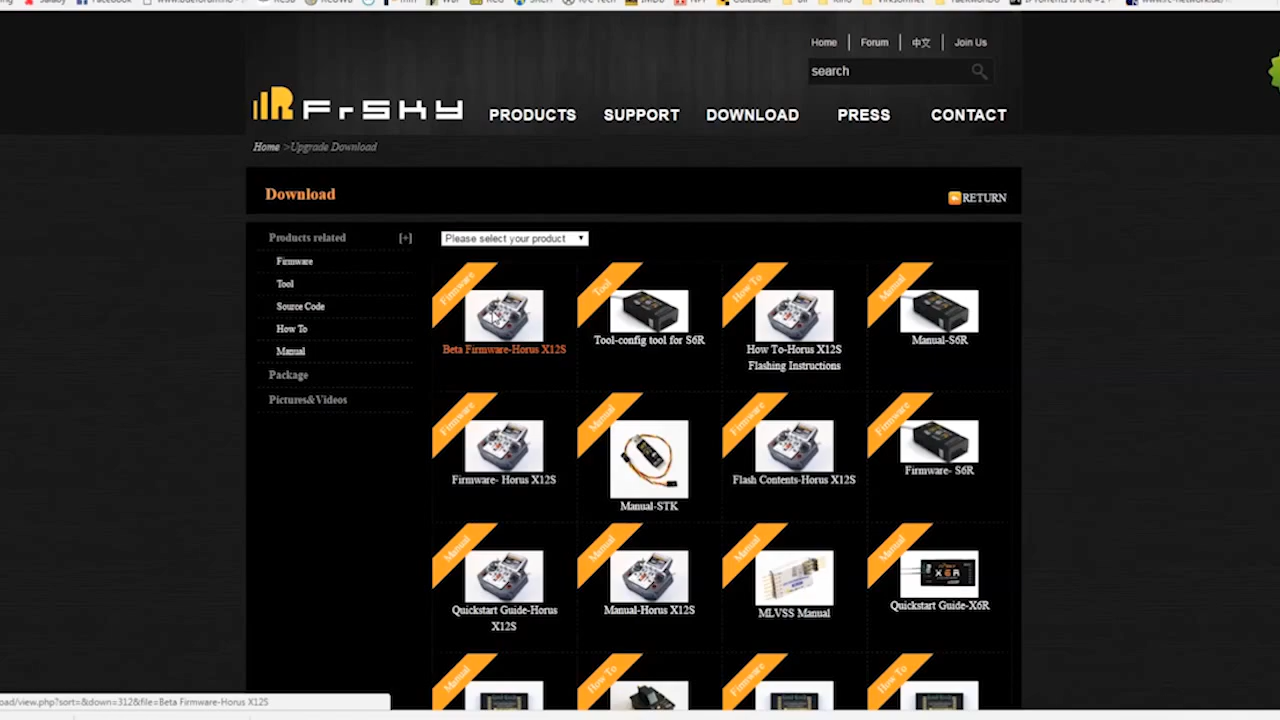 Home Forum 中文 Join Us
search
FrSKY PRODUCTS SUPPORT DOWNLOAD PRESS CONTACT
Home >Upgrade Download
Download
RETURN
Products related [+]
Firmware
Tool
Source Code
How To
Manual
Package
Pictures&Videos
Please select your product
Firmware Tool How To Manual
Beta Firmware-Horus X12S
Tool-config tool for S6R
How To-Horus X12S
Flashing Instructions
Manual-S6R
Firmware Manual Firmware Firmware
Firmware- Horus X12S
Manual-STK
Flash Contents-Horus X12S
Firmware- S6R
Manual Manual Manual Manual
Quickstart Guide-Horus
X12S
Manual-Horus X12S
MLVSS Manual
Quickstart Guide-X6R
Manual How To Firmware How To
oad/view.php?sort=&down=312&file=Beta Firmware-Horus X12S